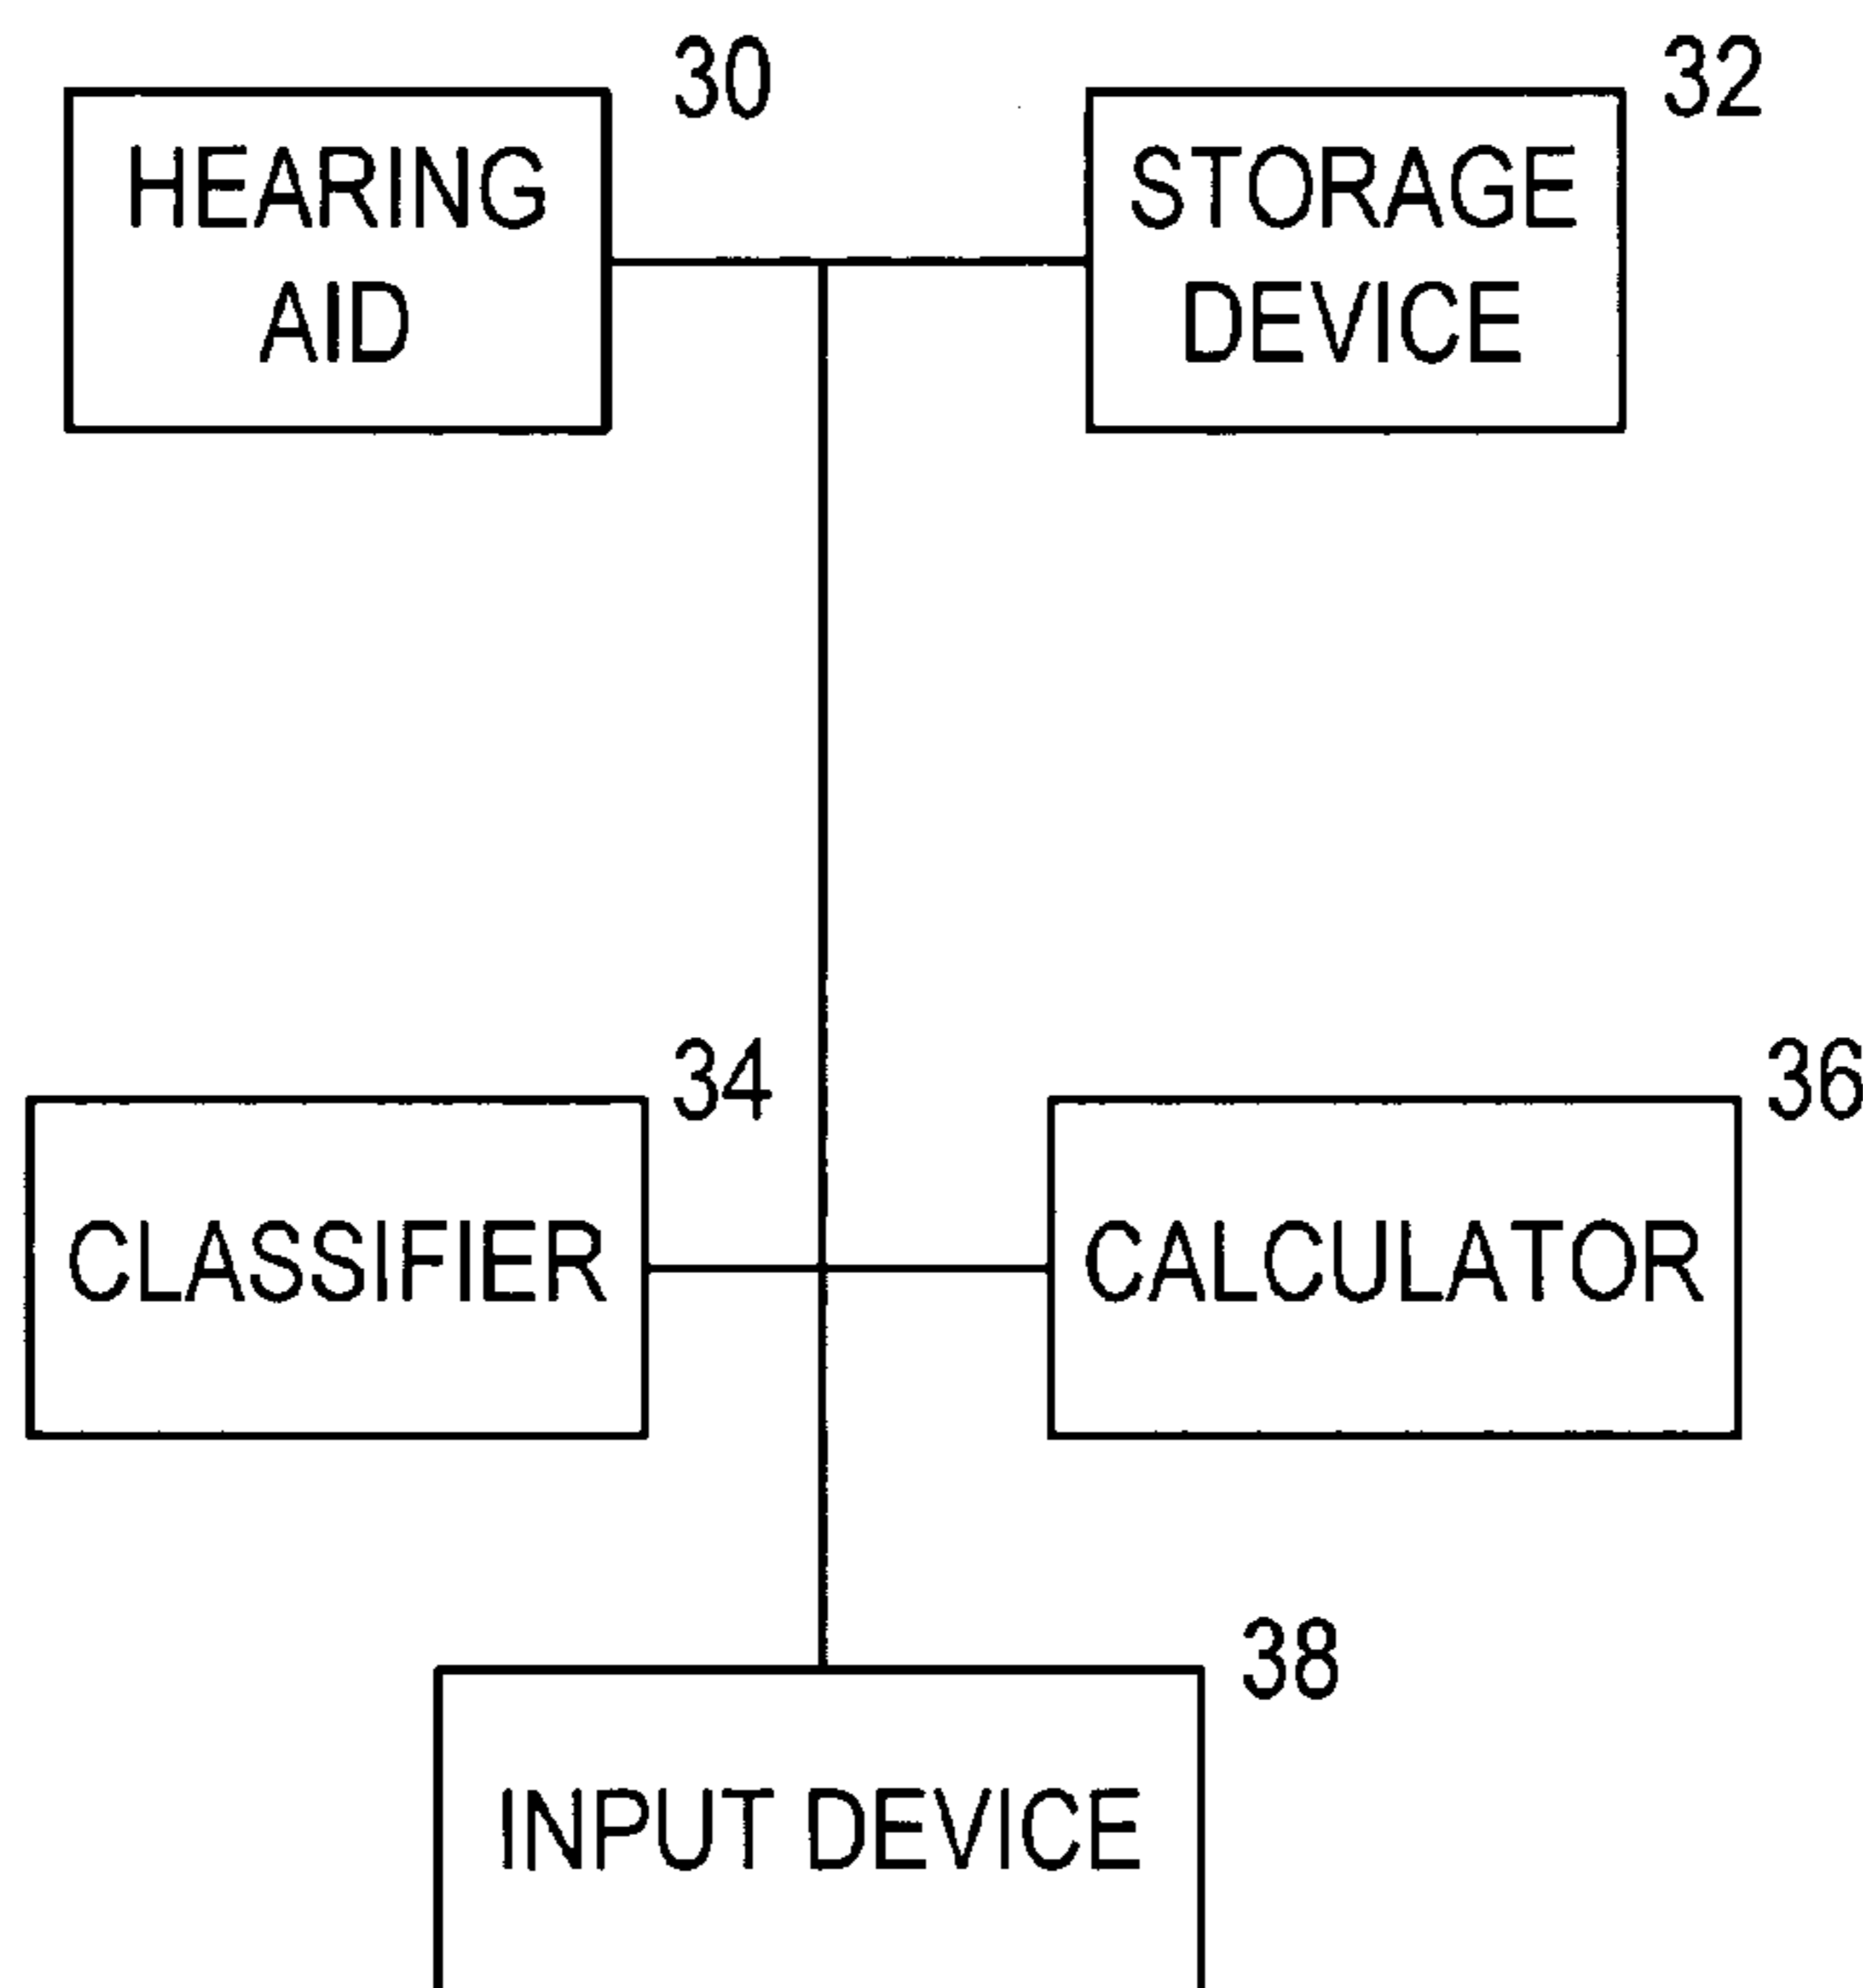 30
32
HEARING
AID
STORAGE
DEVICE
34
36
CLASSIFIER
CALCULATOR
38
INPUT DEVICE